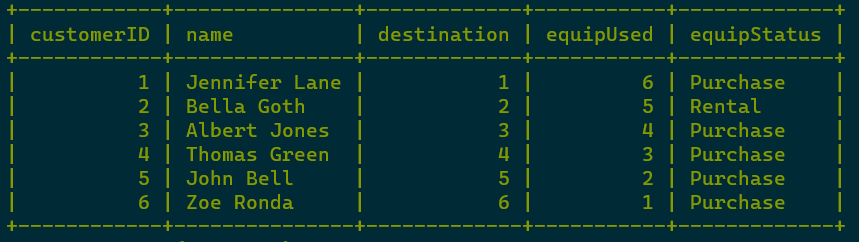 +------------+---------------+-------------+-----------+-------------+
| customerID | name          | destination | equipUsed | equipStatus |
+------------+---------------+-------------+-----------+-------------+
|          1 | Jennifer Lane |           1 |         6 | Purchase    |
|          2 | Bella Goth    |           2 |         5 | Rental      |
|          3 | Albert Jones  |           3 |         4 | Purchase    |
|          4 | Thomas Green  |           4 |         3 | Purchase    |
|          5 | John Bell     |           5 |         2 | Purchase    |
|          6 | Zoe Ronda     |           6 |         1 | Purchase    |
+------------+---------------+-------------+-----------+-------------+